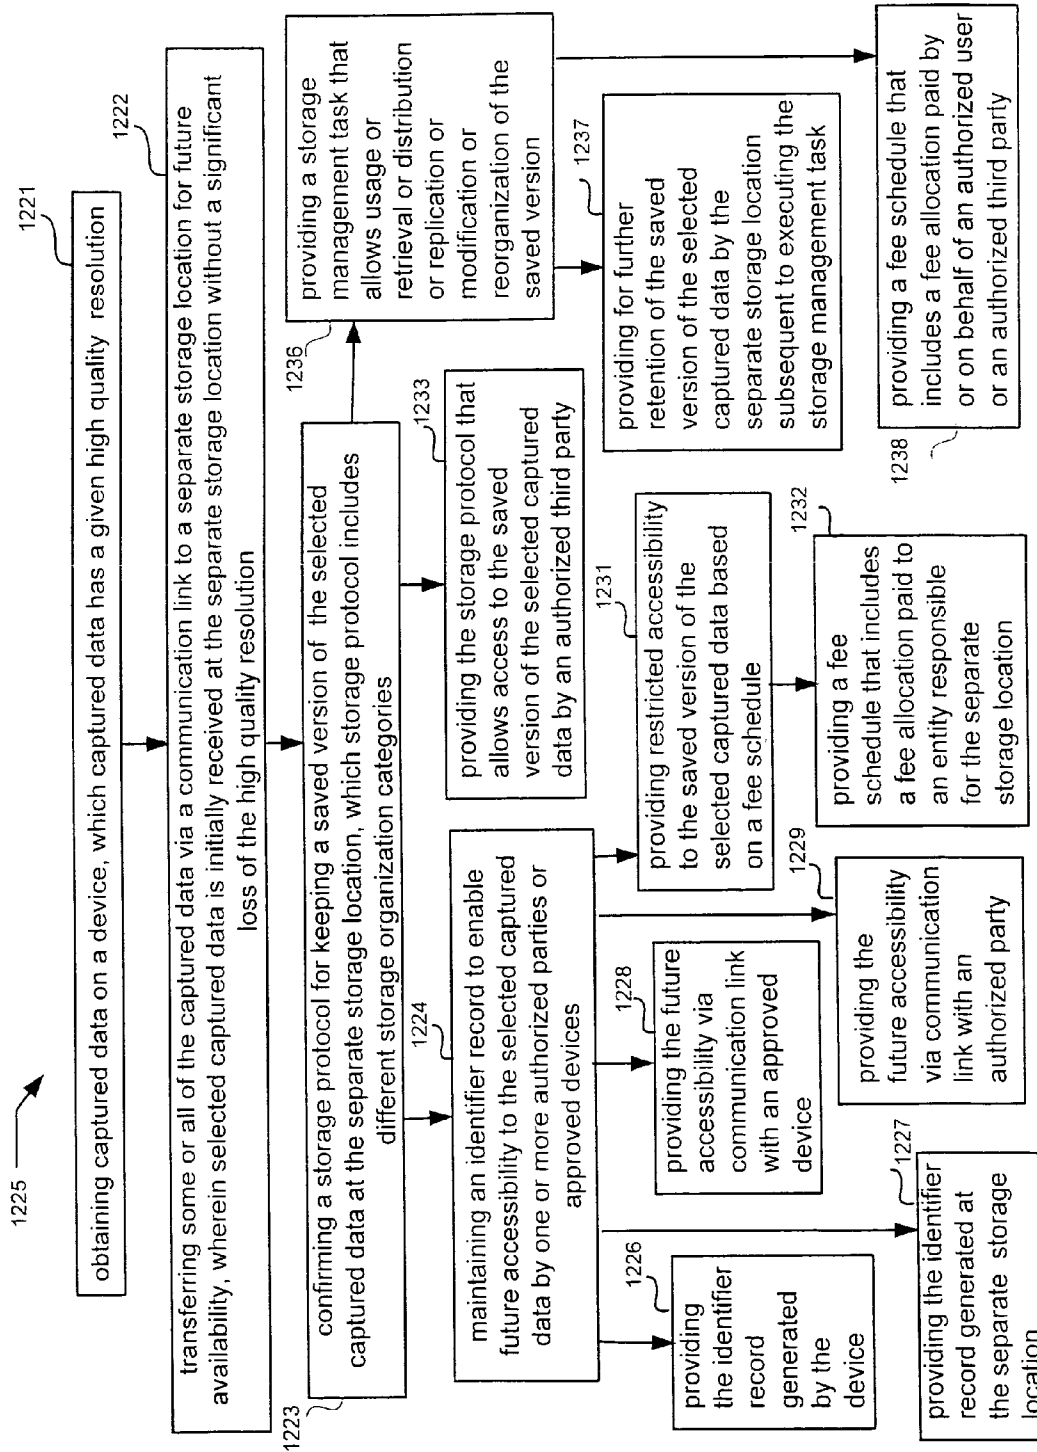 1225
1221
obtaining captured data on a device, which captured data has a given high quality resolution
1222
transferring some or all of the captured data via a communication link to a separate storage location for future
availability, wherein selected captured data is initially received at the separate storage location without a significant
loss of the high quality resolution
1223
confirming a storage protocol for keeping a saved version of the selected
captured data at the separate storage location, which storage protocol includes
different storage organization categories
1236
providing a storage
management task that
allows usage or
retrieval or distribution
or replication or
modification or
reorganization of the
saved version
1224
maintaining an identifier record to enable
future accessibility to the selected captured
data by one or more authorized parties or
approved devices
1233
providing the storage protocol that
allows access to the saved
version of the selected captured
data by an authorized third party
1237
providing for further
retention of the saved
version of the selected
captured data by the
separate storage location
subsequent to executing the
storage management task
1226
providing
the identifier
record
generated
by the
device
1228
providing the future
accessibility via
communication link
with an approved
device
1231
providing restricted accessibility
to the saved version of the
selected captured data based
on a fee schedule
1227
providing the identifier
record generated at
the separate storage
location
1229
providing the
future accessibility
via communication
link with an
authorized party
1232
providing a fee
schedule that includes
a fee allocation paid to
an entity responsible
for the separate
storage location
1238
providing a fee schedule that
includes a fee allocation paid by
or on behalf of an authorized user
or an authorized third party